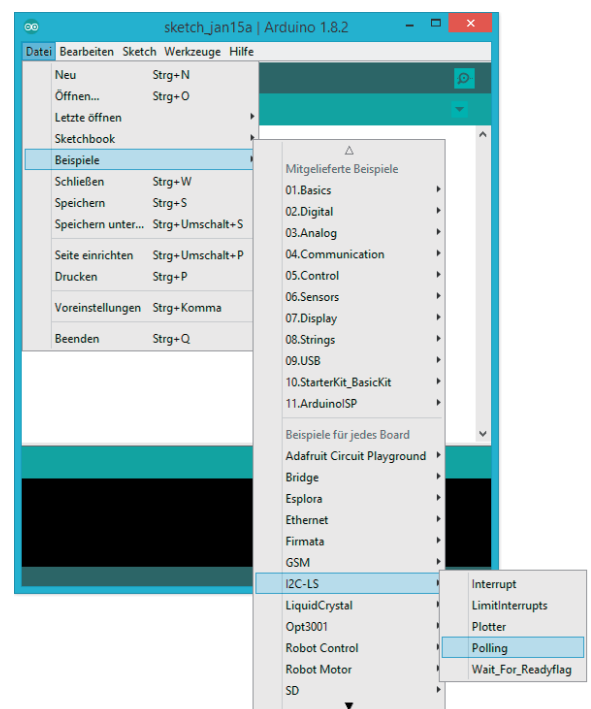 sketch_jan15a | Arduino 1.8.2
Datei Bearbeiten Sketch Werkzeuge Hilfe
Neu Strg+N
Öffnen... Strg+O
Letzte öffnen
Sketchbook
Beispiele
Schließen Strg+W
Speichern Strg+S
Speichern unter... Strg+Umschalt+S
Seite einrichten Strg+Umschalt+P
Drucken Strg+P
Voreinstellungen Strg+Komma
Beenden Strg+Q
Mitgelieferte Beispiele
01.Basics
02.Digital
03.Analog
04.Communication
05.Control
06.Sensors
07.Display
08.Strings
09.USB
10.StarterKit_BasicKit
11.ArduinoISP
Beispiele für jedes Board
Adafruit Circuit Playground
Bridge
Esplora
Ethernet
Firmata
GSM
I2C-LS
LiquidCrystal
Opt3001
Robot Control
Robot Motor
SD
Interrupt
LimitInterrupts
Plotter
Polling
Wait_For_Readyflag